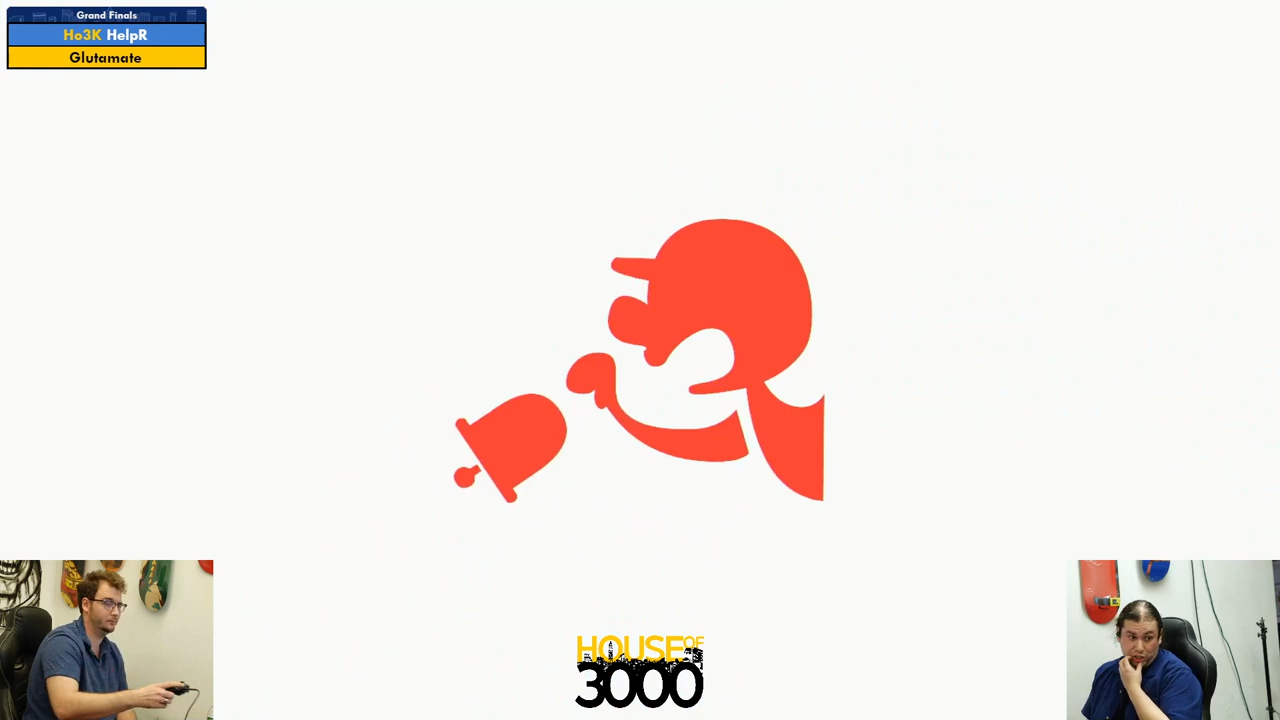 Grand Finals
Ho3K HelpR
Glutamate
HOUSE OF
3000